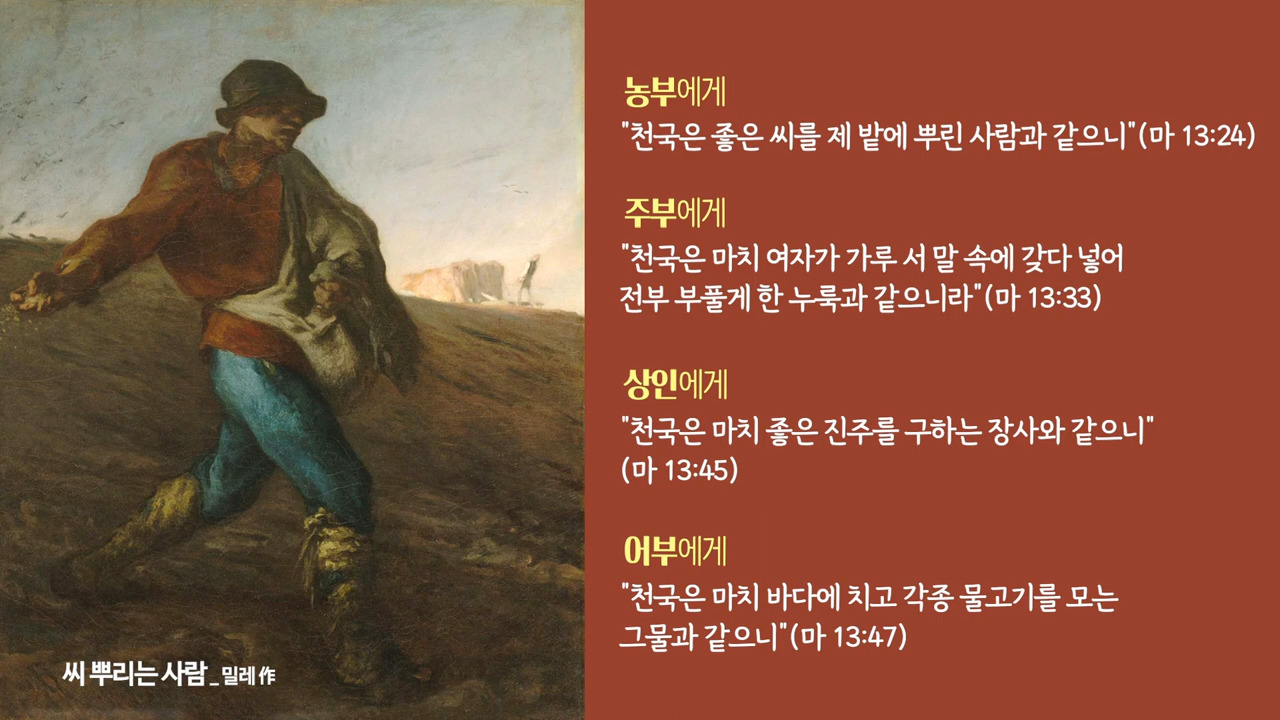 농부에게
"천국은 좋은 씨를 제 밭에 뿌린 사람과 같으니"(마 13:24)
주부에게
"천국은 마치 여자가 가루 서 말 속에 갖다 넣어
전부 부풀게 한 누룩과 같으니라"(마 13:33)
상인에게
"천국은 마치 좋은 진주를 구하는 장사와 같으니"
(마 13:45)
어부에게
"천국은 마치 바다에 치고 각종 물고기를 모는
그물과 같으니"(마 13:47)
씨 뿌리는 사람_밀레 作